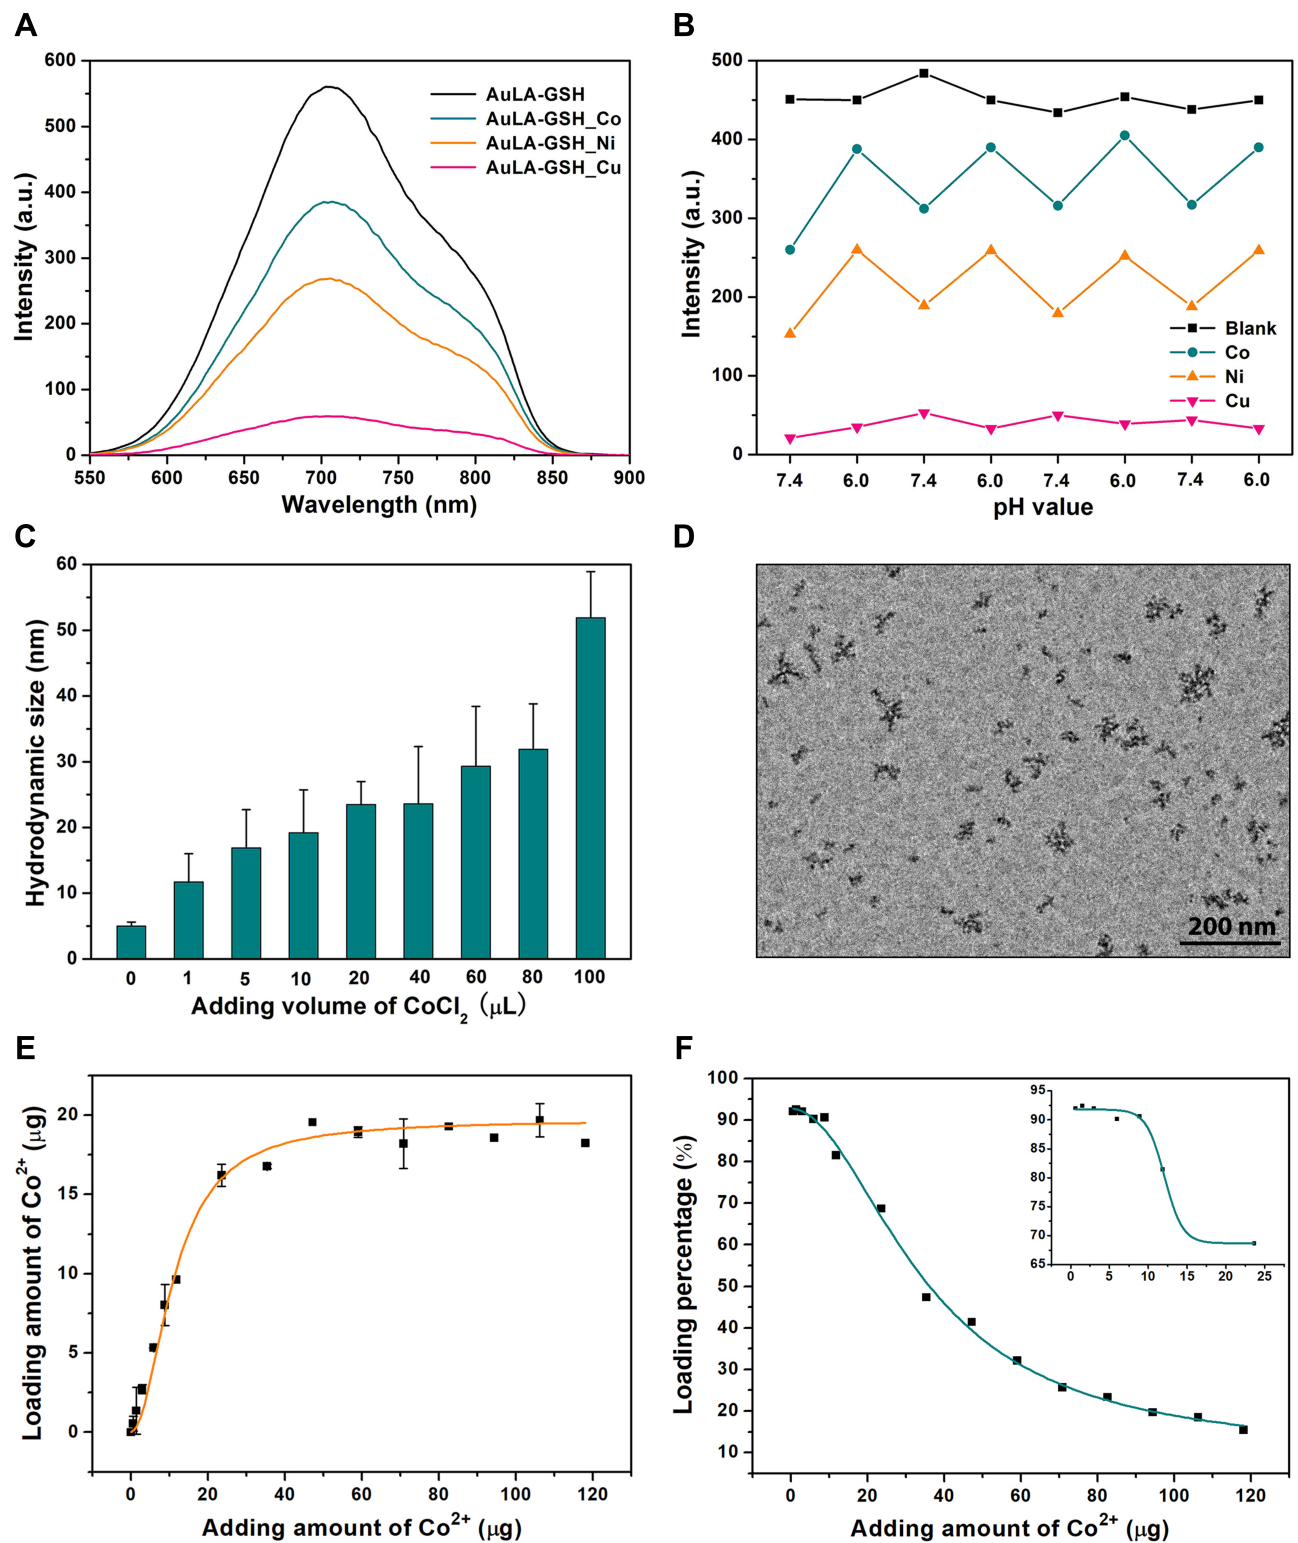 A
600
500
400
300
200
100
0
550 600 650 700 750 800 850 900
Intensity (a.u.)
Wavelength (nm)
AuLA-GSH
AuLA-GSH_Co
AuLA-GSH_Ni
AuLA-GSH_Cu
B
500
400
300
200
100
0
7.4 6.0 7.4 6.0 7.4 6.0 7.4 6.0
Intensity (a.u.)
pH value
Blank
Co
Ni
Cu
C
60
50
40
30
20
10
0
0 1 5 10 20 40 60 80 100
Hydrodynamic size (nm)
Adding volume of CoCl₂ (μL)
D
200 nm
E
20
15
10
5
0
0 20 40 60 80 100 120
Loading amount of Co²⁺ (μg)
Adding amount of Co²⁺ (μg)
F
100
90
80
70
60
50
40
30
20
10
0 20 40 60 80 100 120
Loading percentage (%)
Adding amount of Co²⁺ (μg)
95
90
85
80
75
70
65
0 5 10 15 20 25